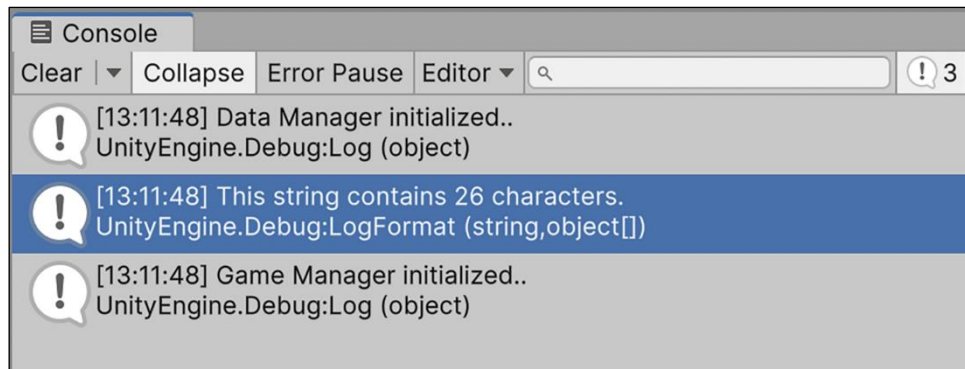 Console
Clear Collapse Error Pause Editor 3
[13:11:48] Data Manager initialized..
UnityEngine.Debug:Log (object)
[13:11:48] This string contains 26 characters.
UnityEngine.Debug:LogFormat (string,object[])
[13:11:48] Game Manager initialized..
UnityEngine.Debug:Log (object)